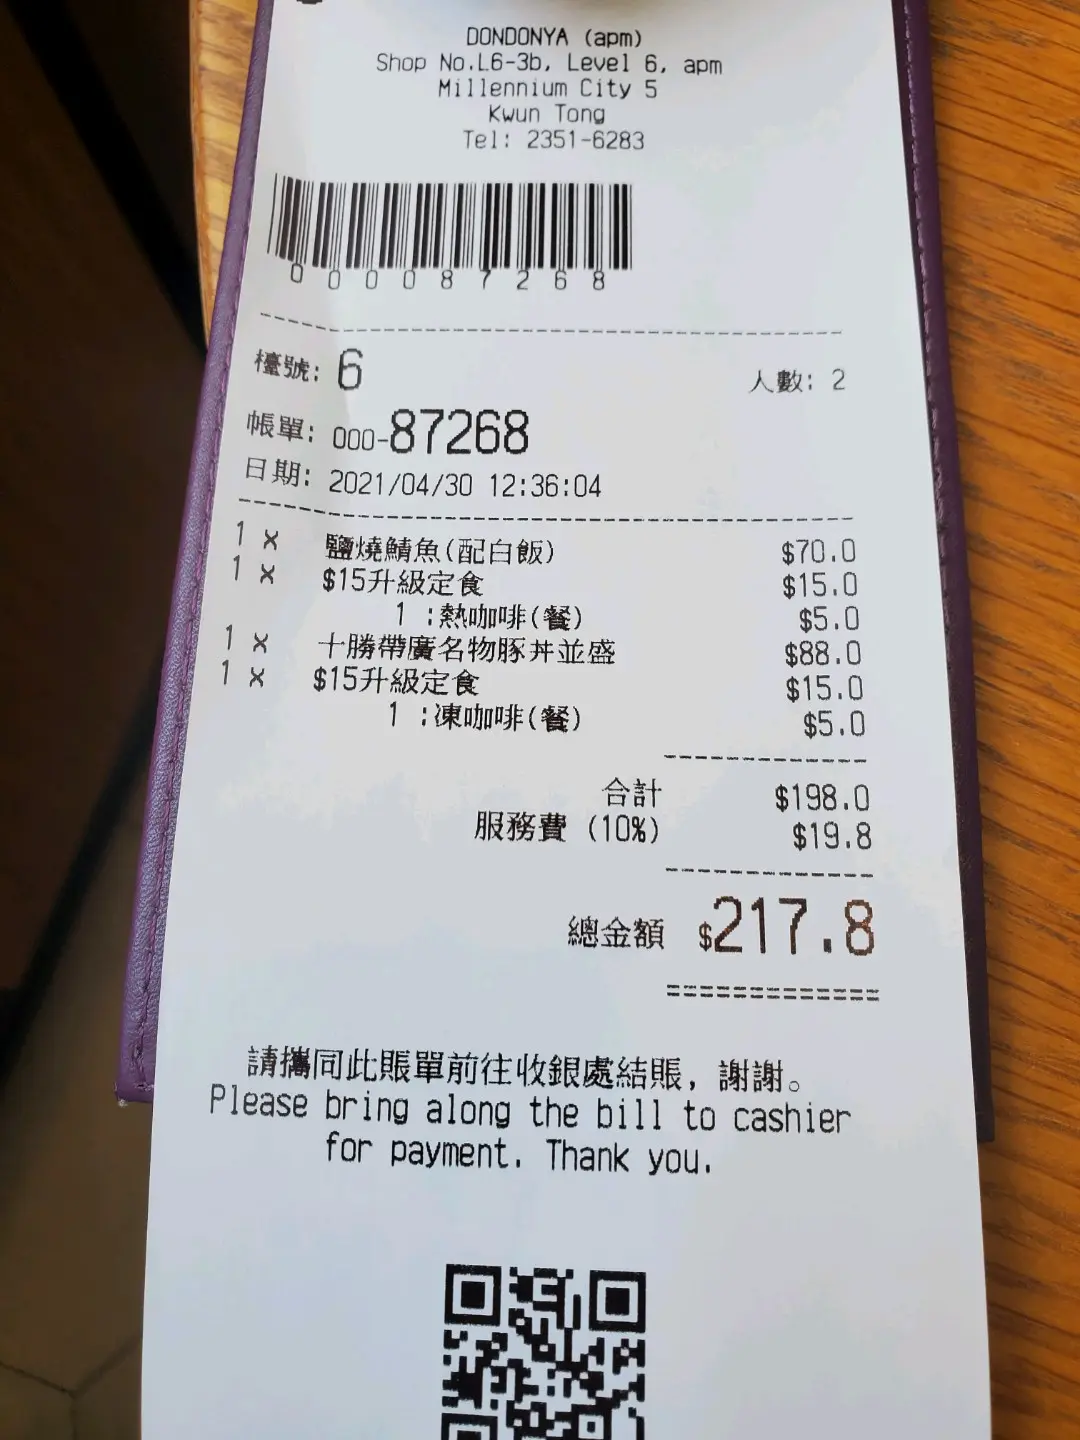 DONDONYA (apm)
Shop No.L6-3b, Level 6, apm
Millennium City 5
Kwun Tong
Tel: 2351-6283
000087268
檯號: 6 人數: 2
帳單: 000-87268
日期: 2021/04/30 12:36:04
1 x 鹽燒鯖魚(配白飯) $70.0
1 x $15升級定食 $15.0
1 :熱咖啡(餐) $5.0
1 x 十勝帶廣名物豚丼並盛 $88.0
1 x $15升級定食 $15.0
1 :凍咖啡(餐) $5.0
合計 $198.0
服務費 (10%) $19.8
總金額 $217.8
請攜同此賬單前往收銀處結賬, 謝謝。
Please bring along the bill to cashier
for payment. Thank you.